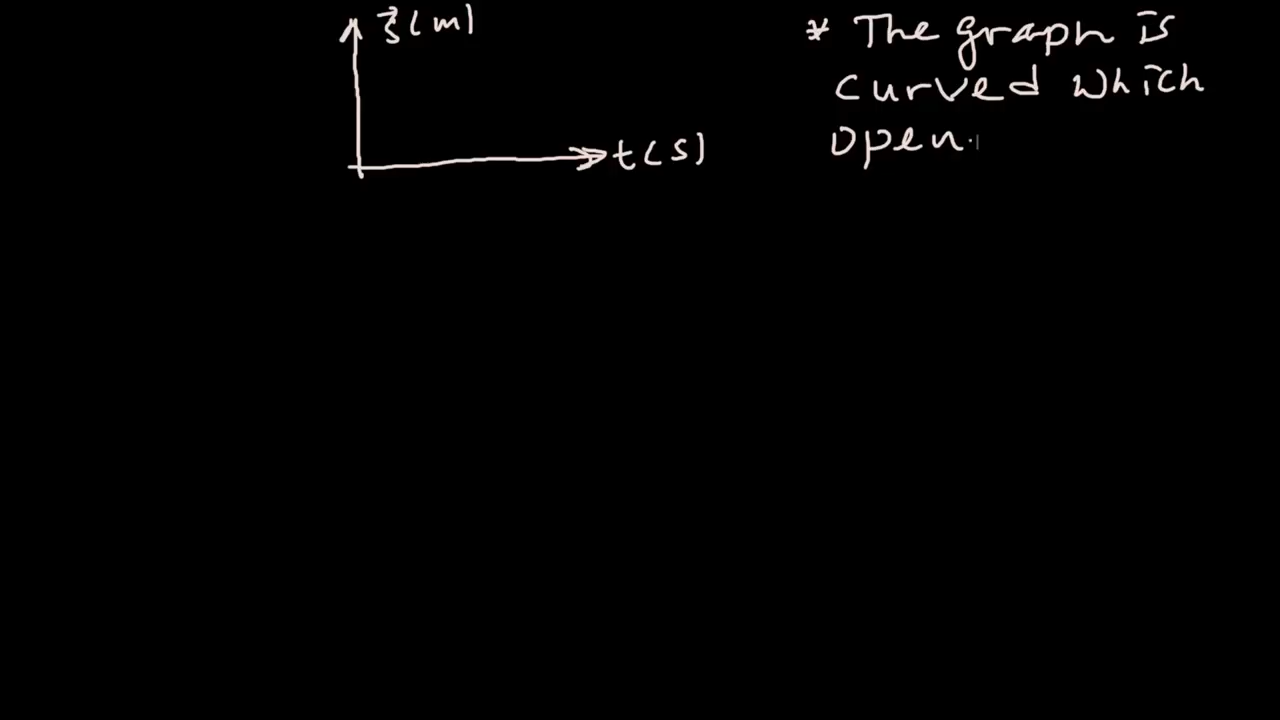 s⃗(m)
t(s)
* The graph is
curved which
open